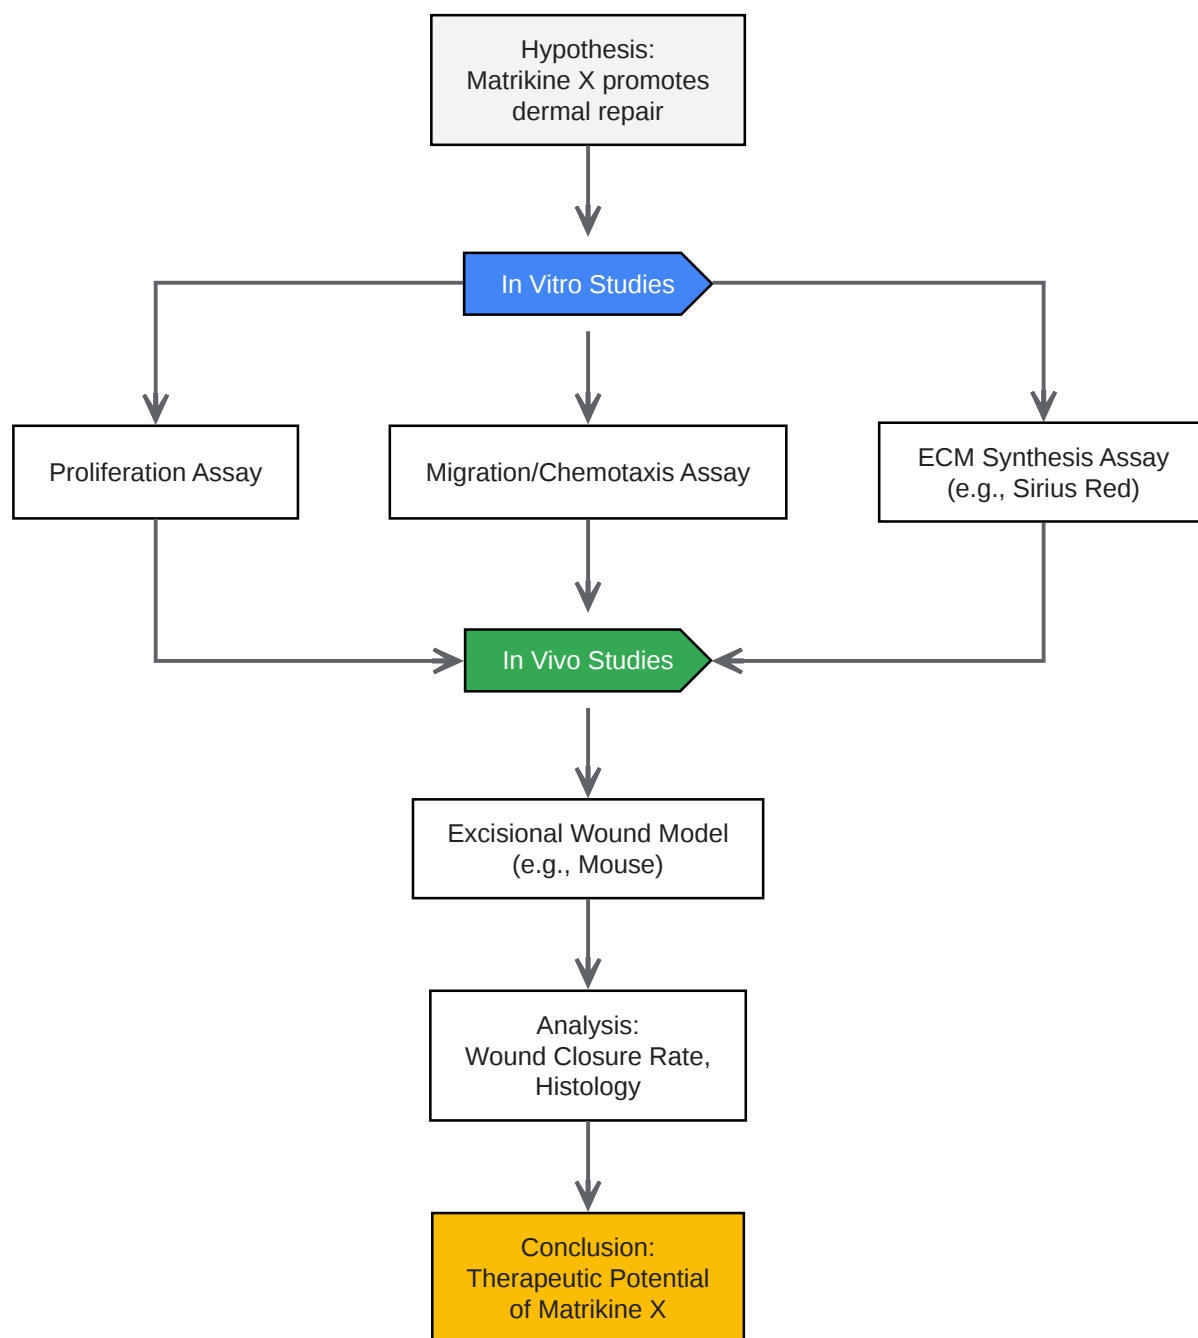 Hypothesis:
Matrikine X promotes
dermal repair
In Vitro Studies
Proliferation Assay
Migration/Chemotaxis Assay
ECM Synthesis Assay
(e.g., Sirius Red)
In Vivo Studies
Excisional Wound Model
(e.g., Mouse)
Analysis:
Wound Closure Rate,
Histology
Conclusion:
Therapeutic Potential
of Matrikine X